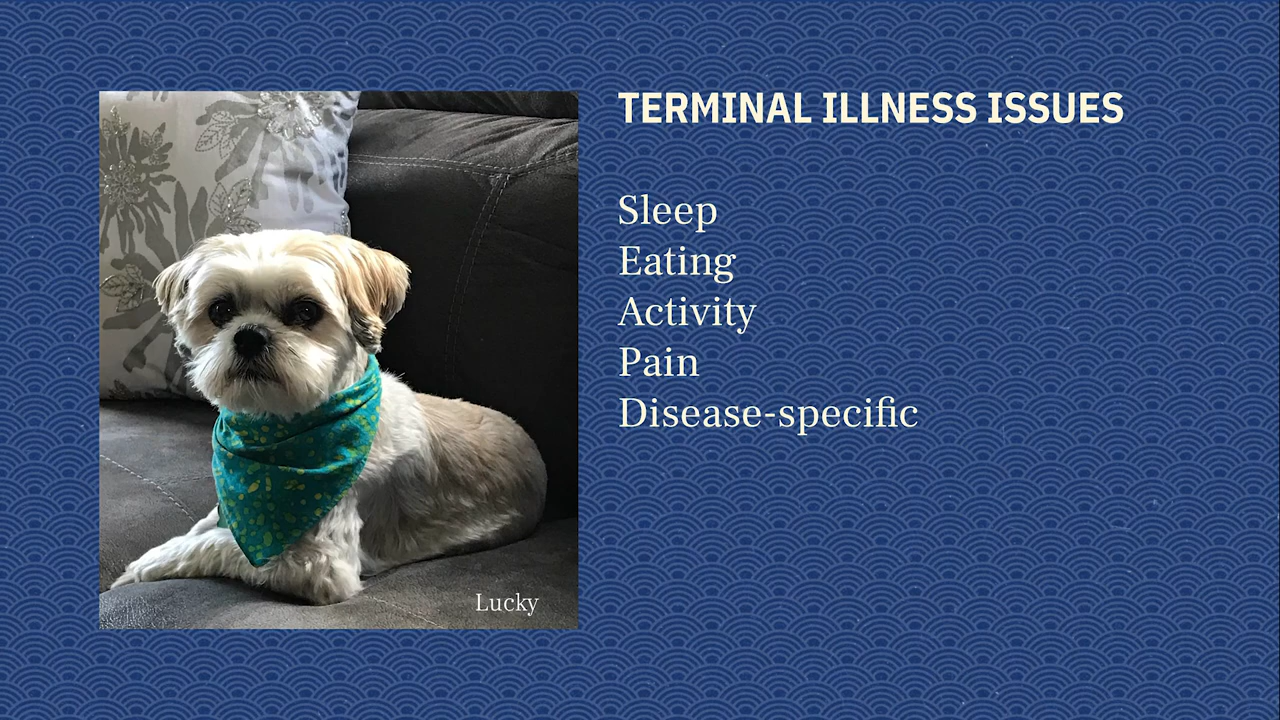 TERMINAL ILLNESS ISSUES
Sleep
Eating
Activity
Pain
Disease-specific
Lucky